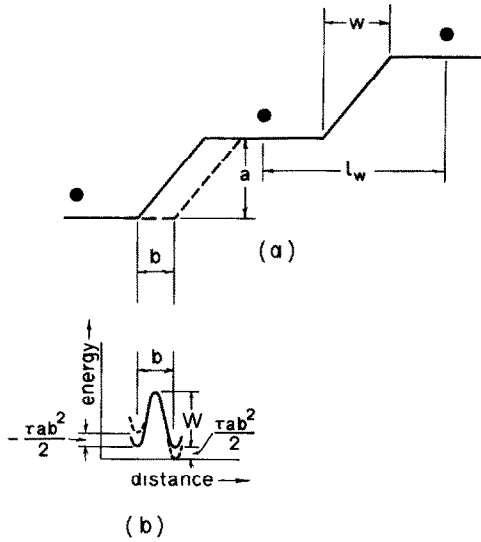 w
a
l_w
b
(a)
energy
b
W
- τab²/2
τab²/2
distance
(b)